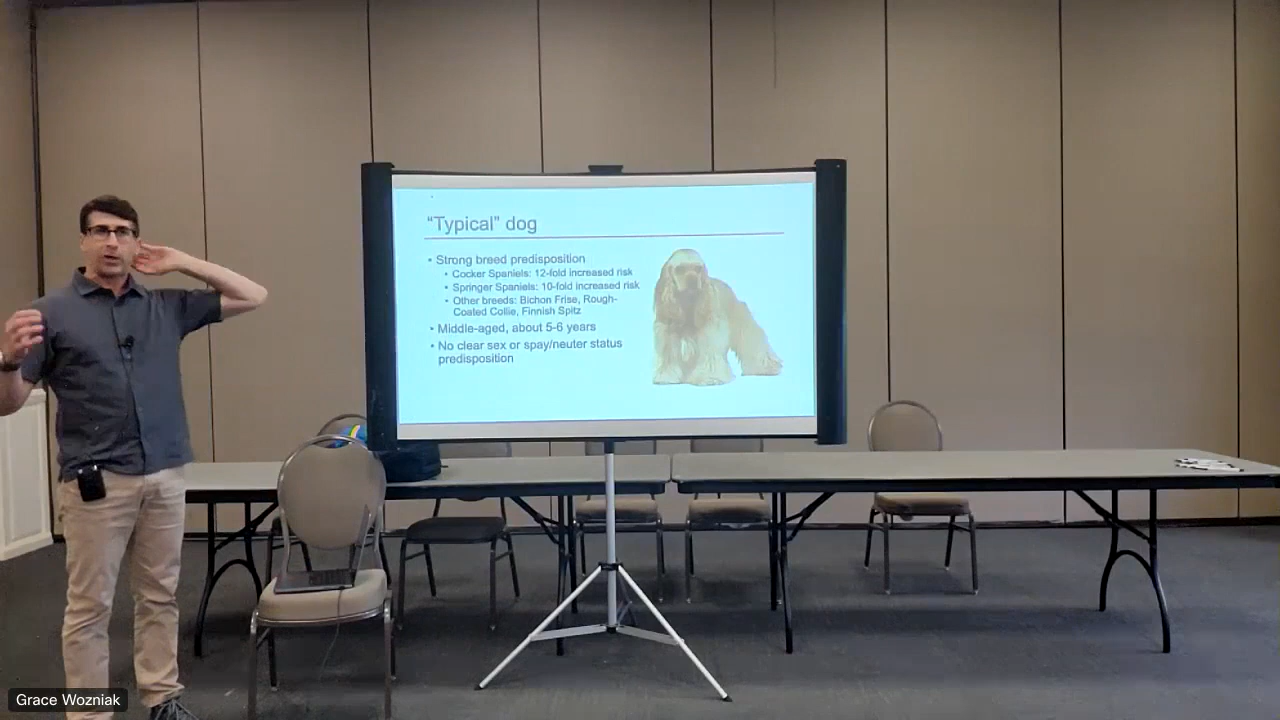 "Typical" dog
• Strong breed predisposition
• Cocker Spaniels: 12-fold increased risk
• Springer Spaniels: 10-fold increased risk
• Other breeds: Bichon Frise, Rough-
Coated Collie, Finnish Spitz
• Middle-aged, about 5-6 years
• No clear sex or spay/neuter status
predisposition
Grace Wozniak